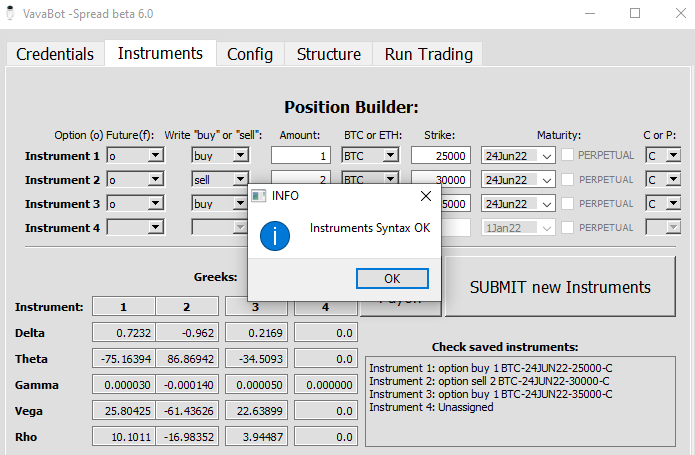 VavaBot -Spread beta 6.0
Credentials Instruments Config Structure Run Trading
Position Builder:
Option (o) Future(f): Write "buy" or "sell": Amount: BTC or ETH: Strike: Maturity: C or P:
Instrument 1 o buy 1 BTC 25000 24Jun22 PERPETUAL C
Instrument 2 o sell 2 BTC 30000 24Jun22 PERPETUAL C
Instrument 3 o buy 5000 24Jun22 PERPETUAL C
Instrument 4 1Jan22 PERPETUAL
INFO
Instruments Syntax OK
OK
Greeks:
SUBMIT new Instruments
Instrument: 1 2 3 4
Delta 0.7232 -0.962 0.2169 0.0
Theta -75.16394 86.86942 -34.5093 0.0
Gamma 0.000030 -0.000140 0.000050 0.000000
Vega 25.80425 -61.43626 22.63899 0.0
Rho 10.1011 -16.98352 3.94487 0.0
Check saved instruments:
Instrument 1: option buy 1 BTC-24JUN22-25000-C
Instrument 2: option sell 2 BTC-24JUN22-30000-C
Instrument 3: option buy 1 BTC-24JUN22-35000-C
Instrument 4: Unassigned